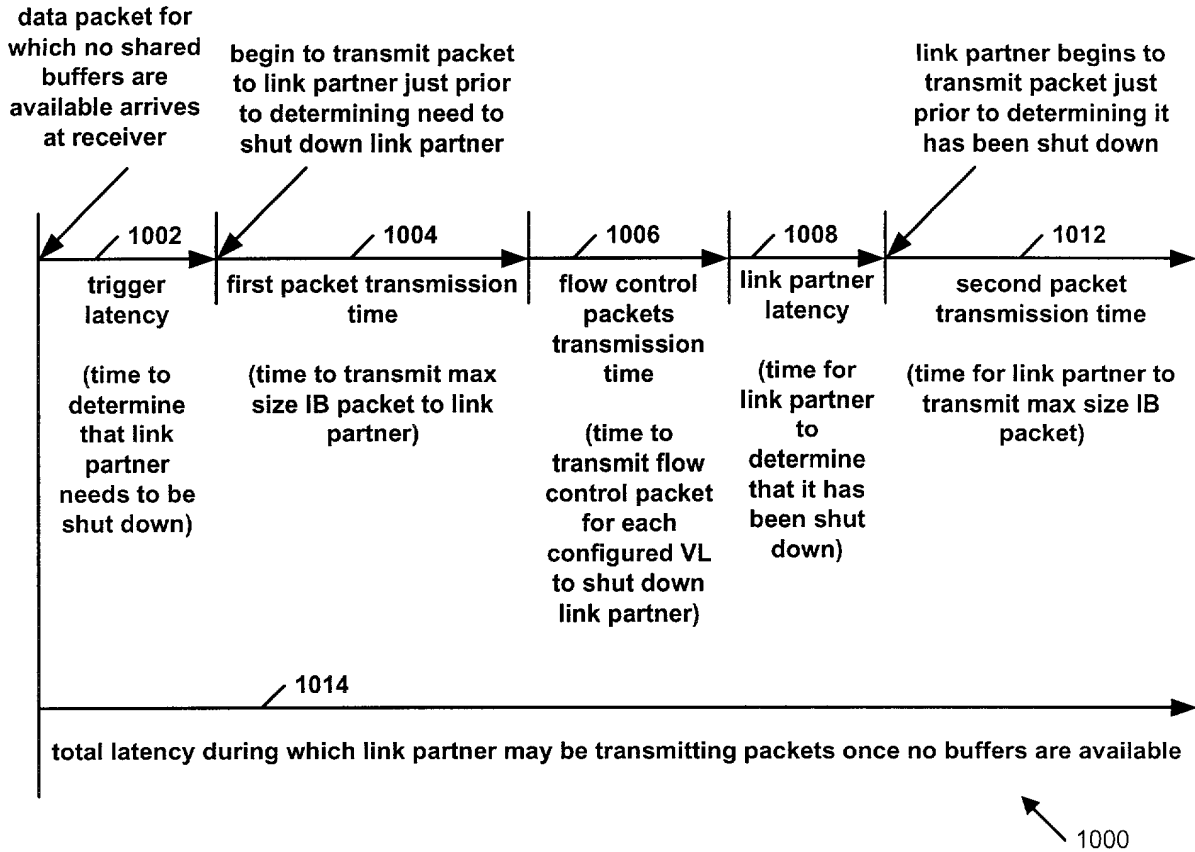 data packet for
which no shared
buffers are
available arrives
at receiver
begin to transmit packet
to link partner just prior
to determining need to
shut down link partner
link partner begins to
transmit packet just
prior to determining it
has been shut down
1002
1004
1006
1008
1012
trigger
latency
(time to
determine
that link
partner
needs to be
shut down)
first packet transmission
time
(time to transmit max
size IB packet to link
partner)
flow control
packets
transmission
time
(time to
transmit flow
control packet
for each
configured VL
to shut down
link partner)
link partner
latency
(time for
link partner
to
determine
that it has
been shut
down)
second packet
transmission time
(time for link partner to
transmit max size IB
packet)
1014
total latency during which link partner may be transmitting packets once no buffers are available
1000